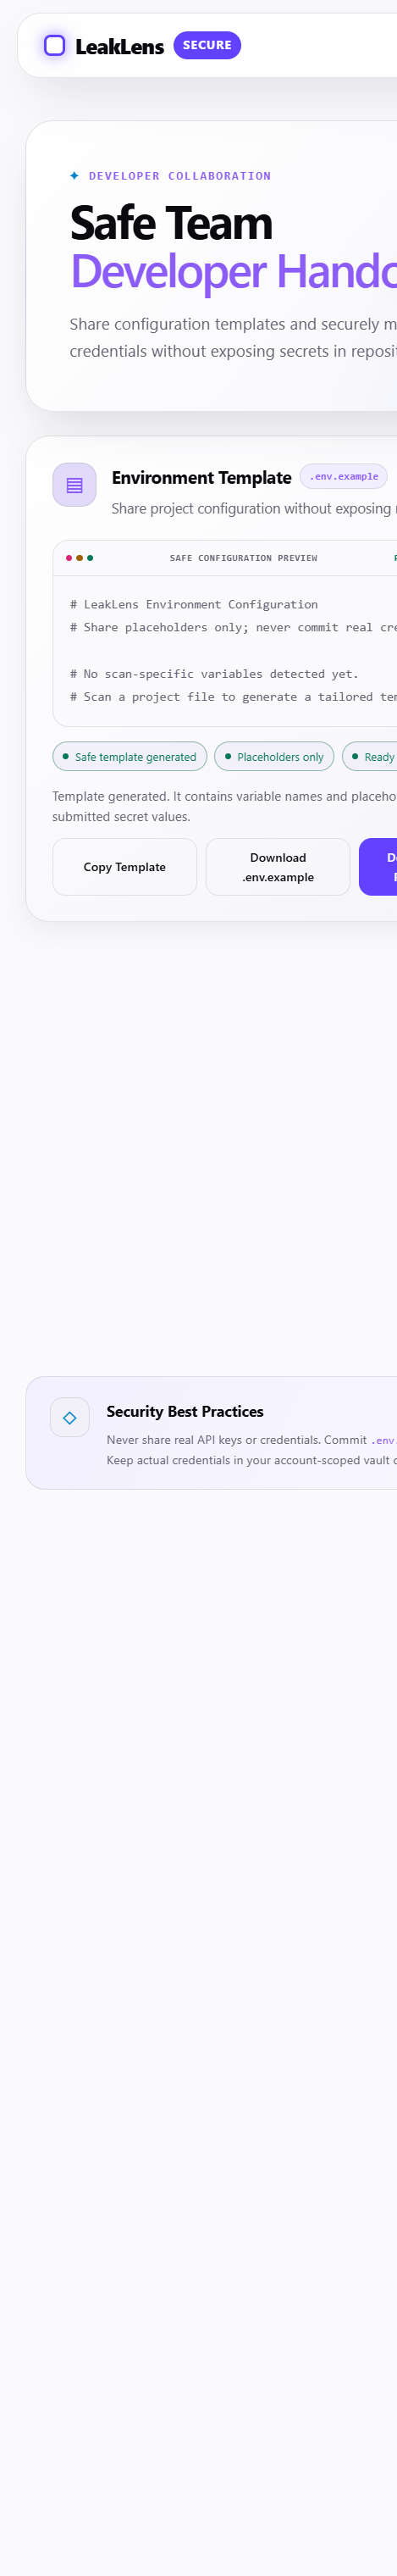 LeakLens SECURE
✦ DEVELOPER COLLABORATION
Safe Team
Developer Hando
Share configuration templates and securely m
credentials without exposing secrets in reposit
Environment Template .env.example
Share project configuration without exposing
SAFE CONFIGURATION PREVIEW
# LeakLens Environment Configuration
# Share placeholders only; never commit real cre
# No scan-specific variables detected yet.
# Scan a project file to generate a tailored tem
Safe template generated Placeholders only Ready
Template generated. It contains variable names and placeho
submitted secret values.
Copy Template
Download
.env.example
Security Best Practices
Never share real API keys or credentials. Commit .env.
Keep actual credentials in your account-scoped vault